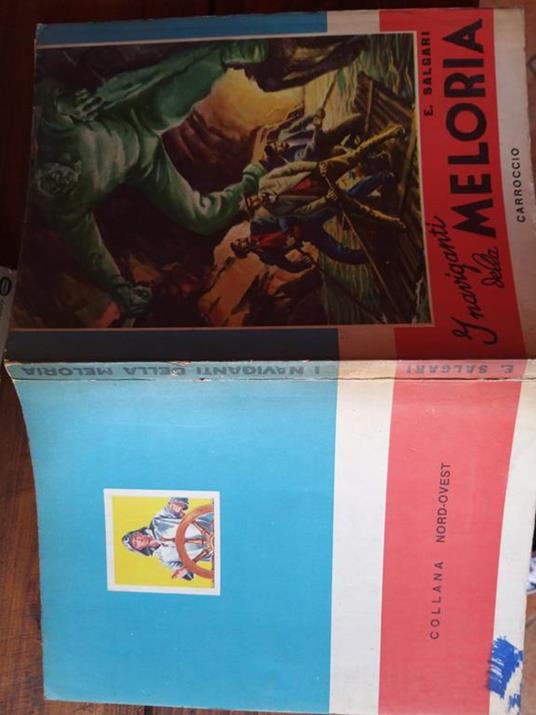 E. SALGARI
I naviganti
della
MELORIA
CARROCCIO
E. SALGARI
I NAVIGANTI DELLA MELORIA
COLLANA NORD-OVEST